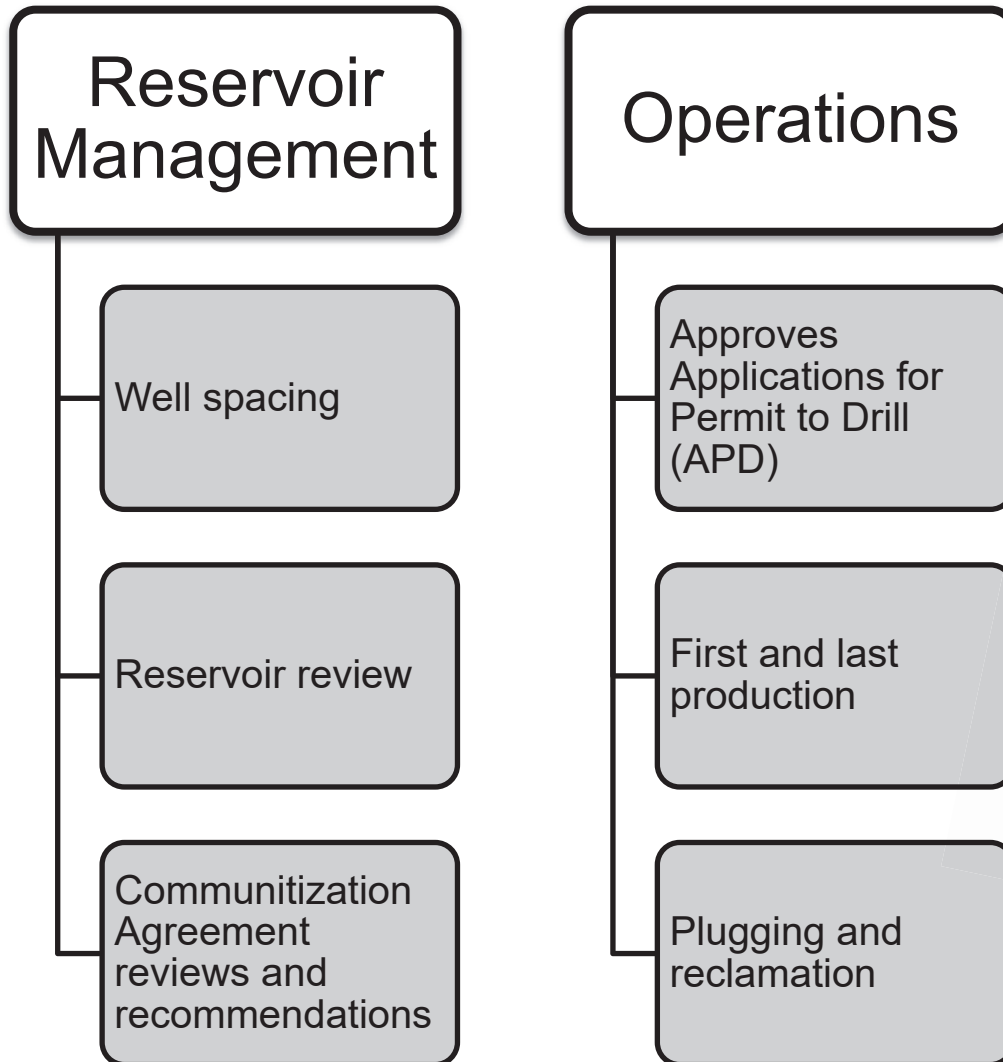 Reservoir
Management
Well spacing
Reservoir review
Communitization
Agreement
reviews and
recommendations
Operations
Approves
Applications for
Permit to Drill
(APD)
First and last
production
Plugging and
reclamation